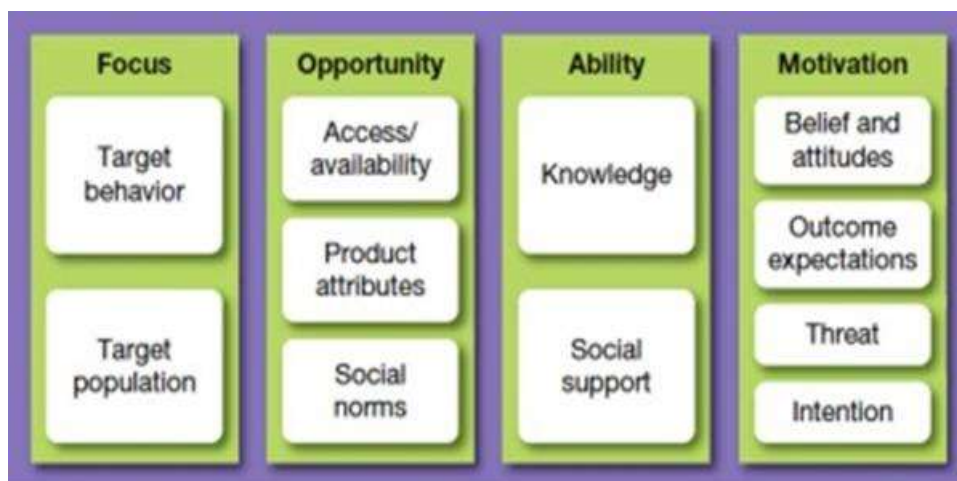 Focus
Target
behavior
Target
population
Opportunity
Access/
availability
Product
attributes
Social
norms
Ability
Knowledge
Social
support
Motivation
Belief and
attitudes
Outcome
expectations
Threat
Intention